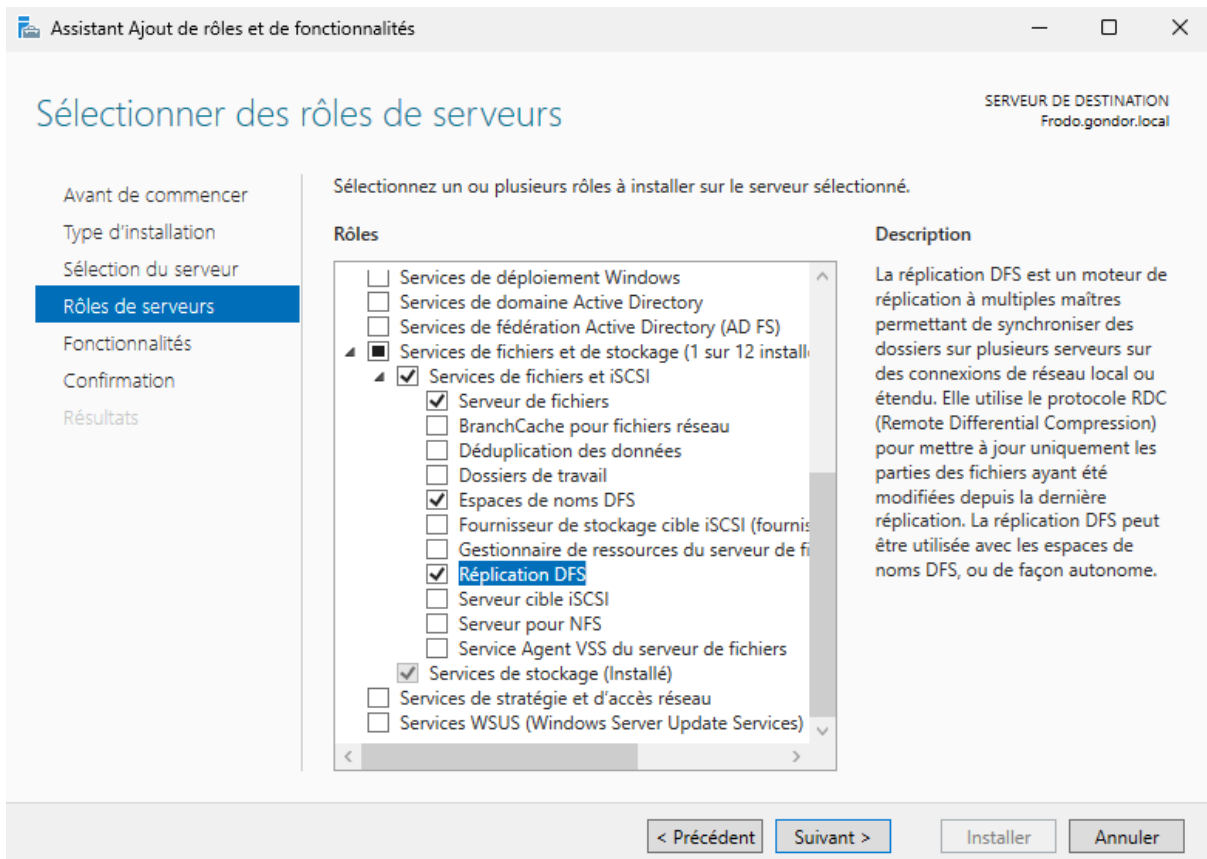 Assistant Ajout de rôles et de fonctionnalités
Sélectionner des rôles de serveurs
SERVEUR DE DESTINATION
Frodo.gondor.local
Avant de commencer
Type d'installation
Sélection du serveur
Rôles de serveurs
Fonctionnalités
Confirmation
Résultats
Sélectionnez un ou plusieurs rôles à installer sur le serveur sélectionné.
Rôles
Services de déploiement Windows
Services de domaine Active Directory
Services de fédération Active Directory (AD FS)
Services de fichiers et de stockage (1 sur 12 install
Services de fichiers et iSCSI
Serveur de fichiers
BranchCache pour fichiers réseau
Déduplication des données
Dossiers de travail
Espaces de noms DFS
Fournisseur de stockage cible iSCSI (fournis
Gestionnaire de ressources du serveur de fi
Réplication DFS
Serveur cible iSCSI
Serveur pour NFS
Service Agent VSS du serveur de fichiers
Services de stockage (Installé)
Services de stratégie et d'accès réseau
Services WSUS (Windows Server Update Services)
Description
La réplication DFS est un moteur de
réplication à multiples maîtres
permettant de synchroniser des
dossiers sur plusieurs serveurs sur
des connexions de réseau local ou
étendu. Elle utilise le protocole RDC
(Remote Differential Compression)
pour mettre à jour uniquement les
parties des fichiers ayant été
modifiées depuis la dernière
réplication. La réplication DFS peut
être utilisée avec les espaces de
noms DFS, ou de façon autonome.
< Précédent
Suivant >
Installer
Annuler